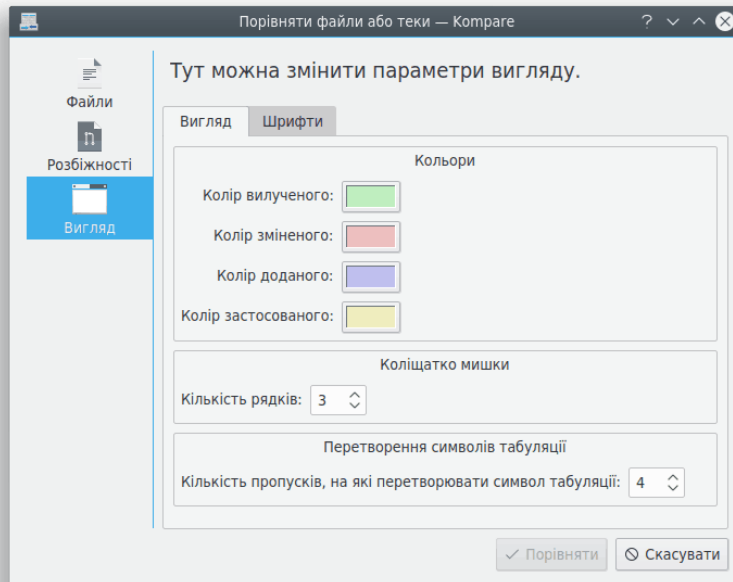 Порівняти файли або теки — Kompare
Файли
Розбіжності
Вигляд
Тут можна змінити параметри вигляду.
Вигляд
Шрифти
Кольори
Колір вилученого:
Колір зміненого:
Колір доданого:
Колір застосованого:
Коліщатко мишки
Кількість рядків: 3
Перетворення символів табуляції
Кількість пропусків, на які перетворювати символ табуляції: 4
Порівняти
Скасувати